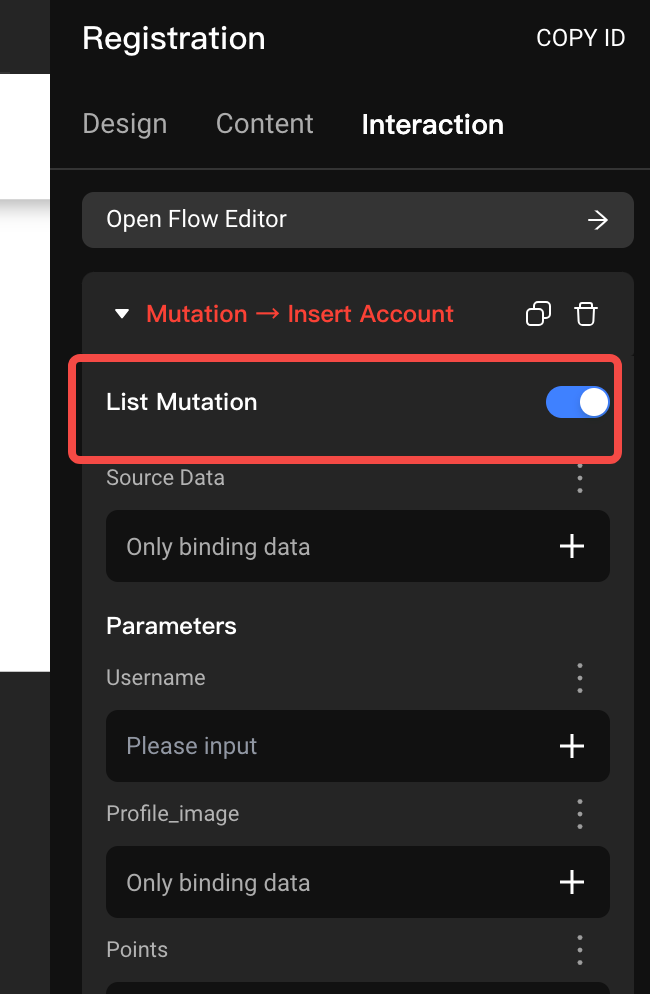 Registration
COPY ID
Design Content Interaction
Open Flow Editor
Mutation → Insert Account
List Mutation
Source Data
Only binding data
Parameters
Username
Please input
Profile_image
Only binding data
Points